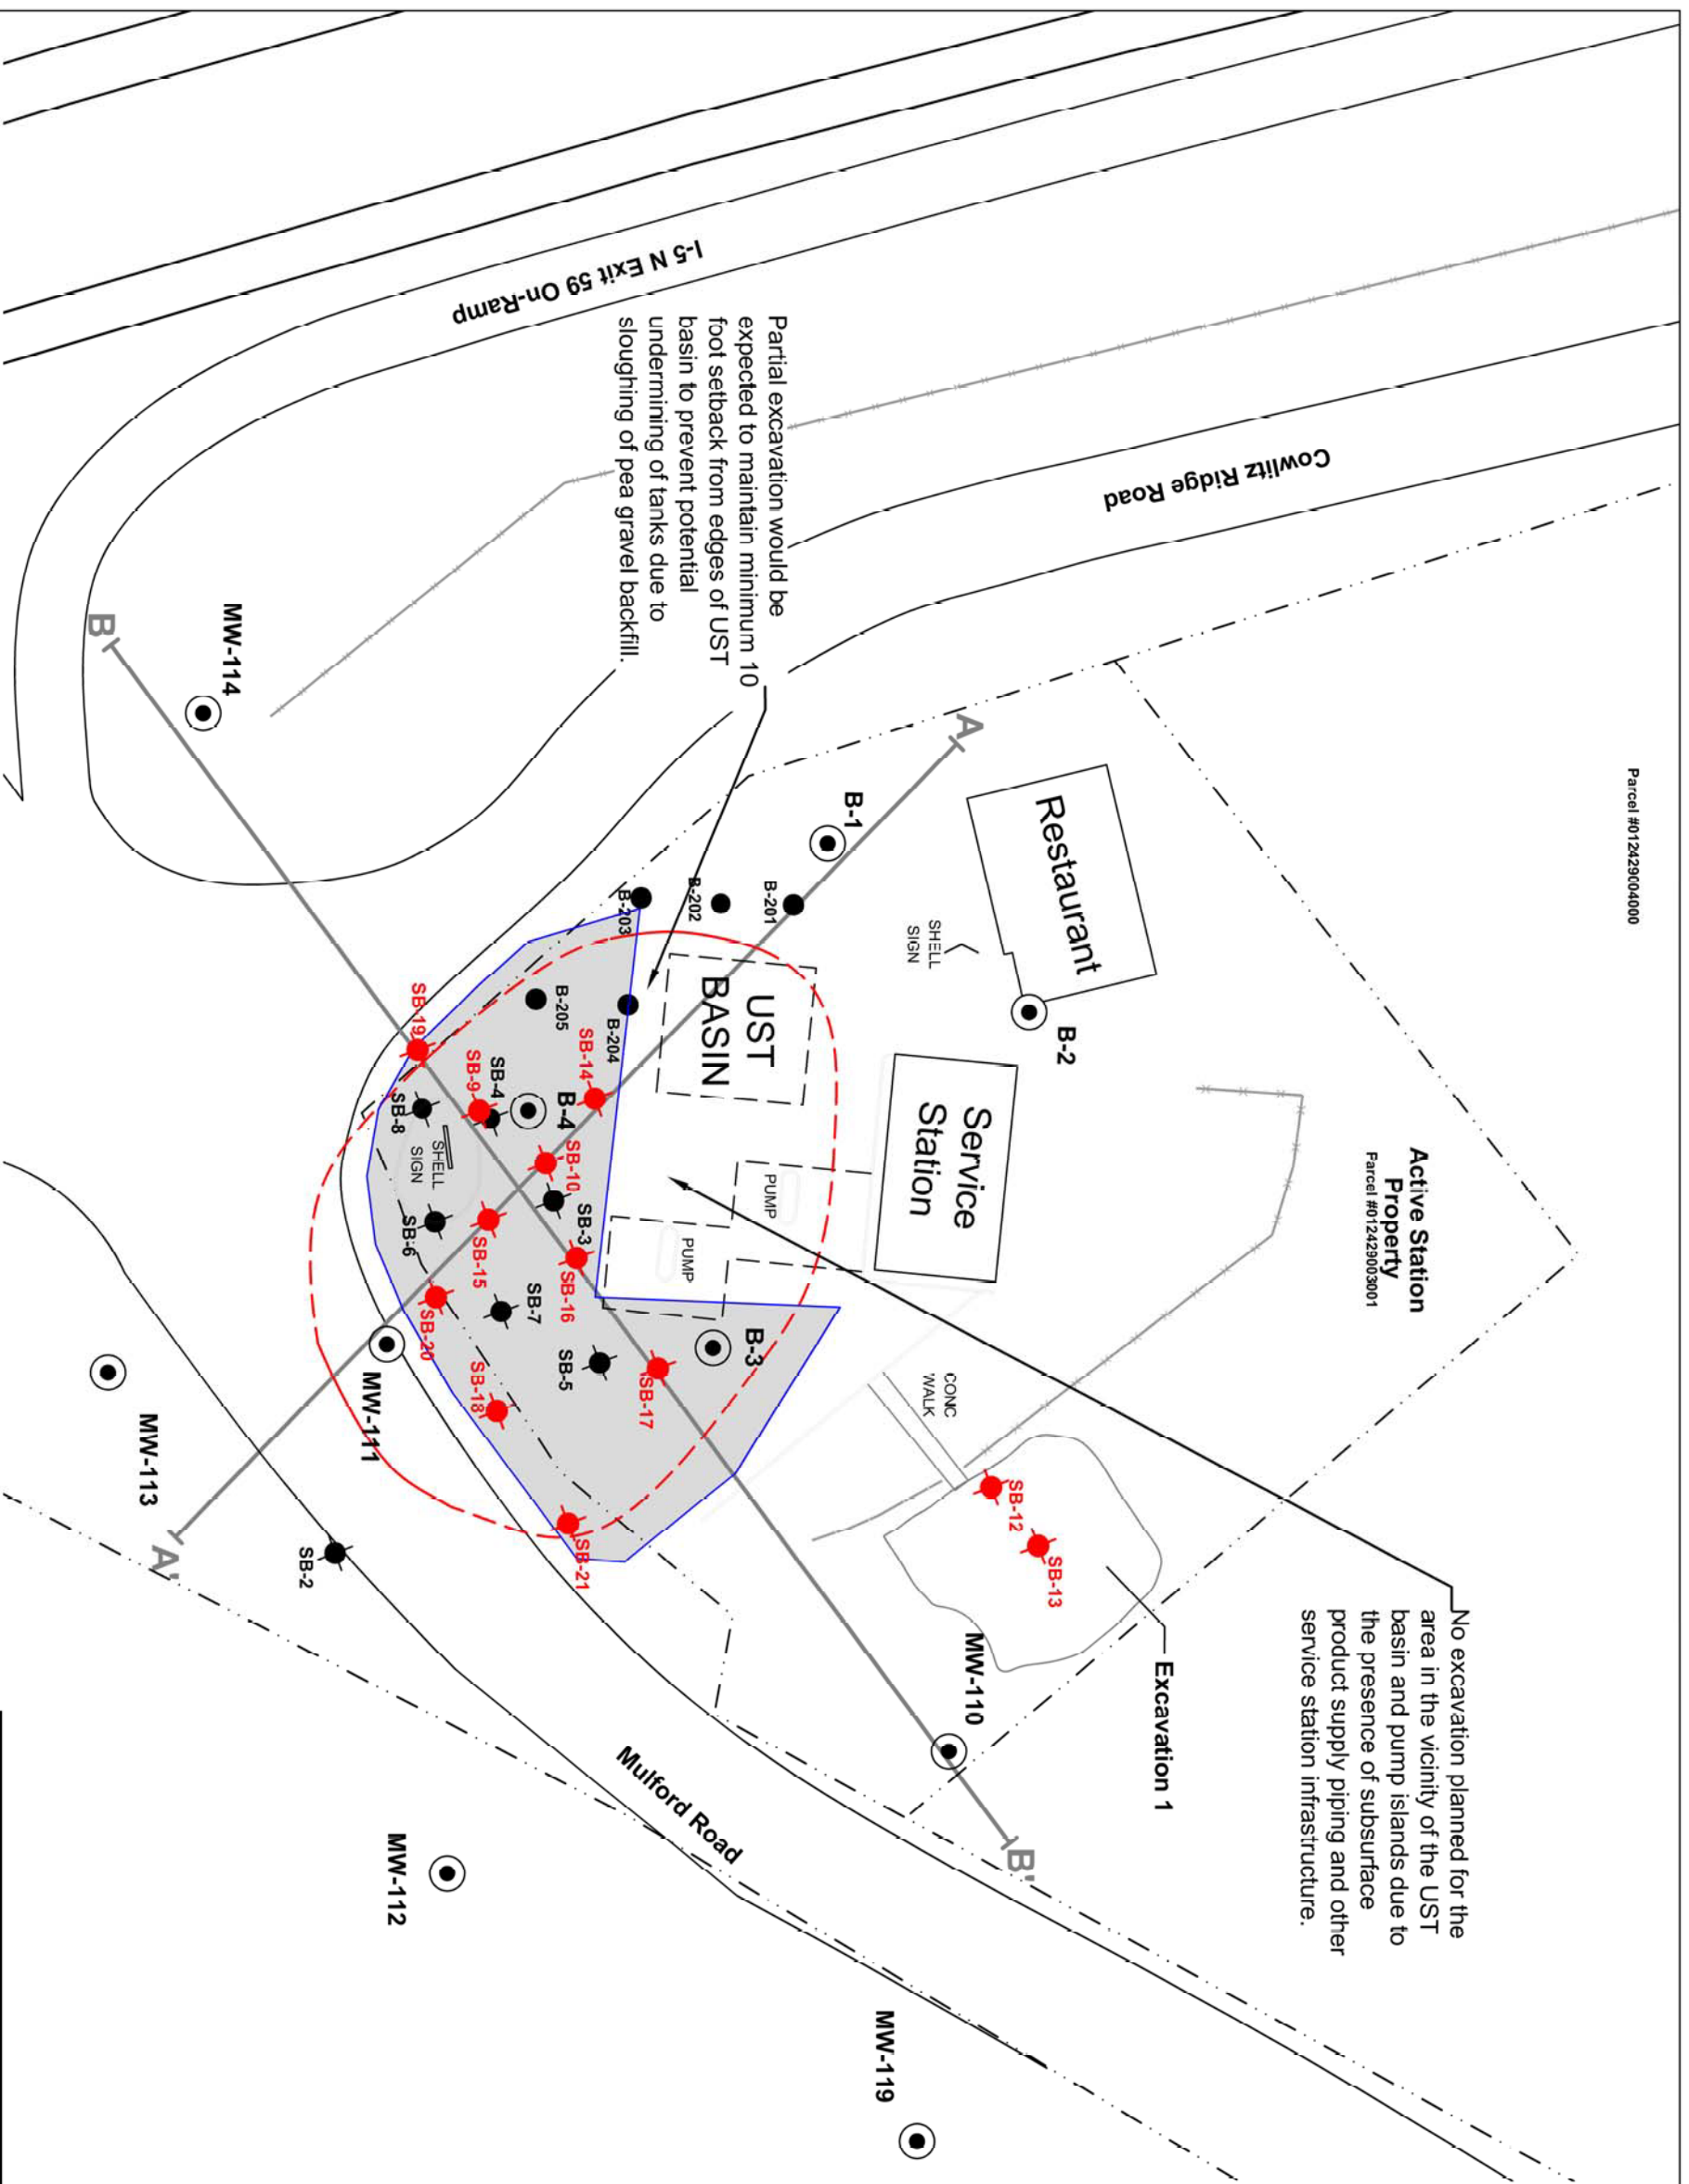 Parcel #012429004000
Active Station
Property
Parcel #012429003001
No excavation planned for the
area in the vicinity of the UST
basin and pump islands due to
the presence of subsurface
product supply piping and other
service station infrastructure.
Cowlitz Ridge Road
I-5 N Exit 59 On-Ramp
Partial excavation would be
expected to maintain minimum 10
foot setback from edges of UST
basin to prevent potential
undermining of tanks due to
sloughing of pea gravel backfill.
Restaurant
SHELL
SIGN
B-2
Service
Station
A
B-1
B-201
B-202
B-203
UST
BASIN
B-204
B-205
PUMP
PUMP
CONC
WALK
SB-12
SB-13
Excavation 1
MW-110
B'
B-3
SB-14
B-4
SB-4
SB-9
SB-10
SB-3
SB-16
SB-17
SB-5
SB-7
SB-15
SB-18
SB-19
SB-8
SHELL
SIGN
SB-6
SB-20
SB-21
MW-111
MW-114
B
MW-113
A'
SB-2
Mulford Road
MW-112
MW-119